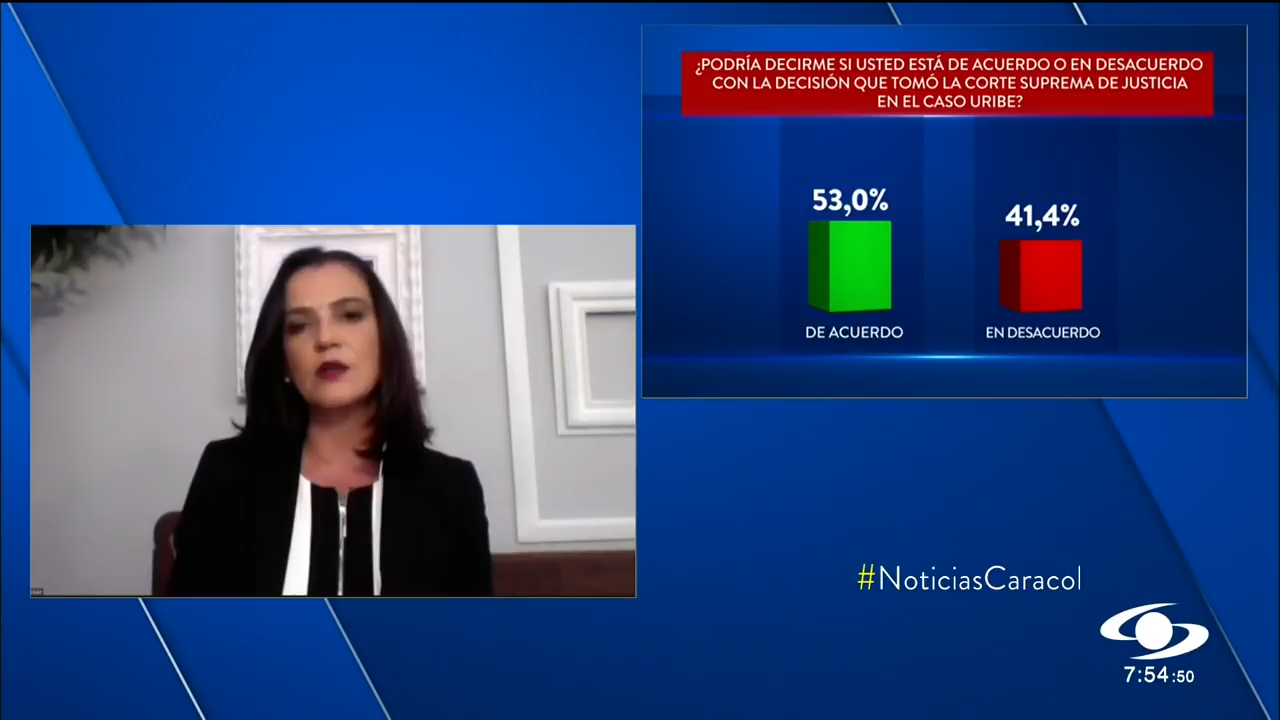 ¿PODRÍA DECIRME SI USTED ESTÁ DE ACUERDO O EN DESACUERDO
CON LA DECISIÓN QUE TOMÓ LA CORTE SUPREMA DE JUSTICIA
EN EL CASO URIBE?
53,0%
41,4%
DE ACUERDO
EN DESACUERDO
#NoticiasCaracol
7:54:50